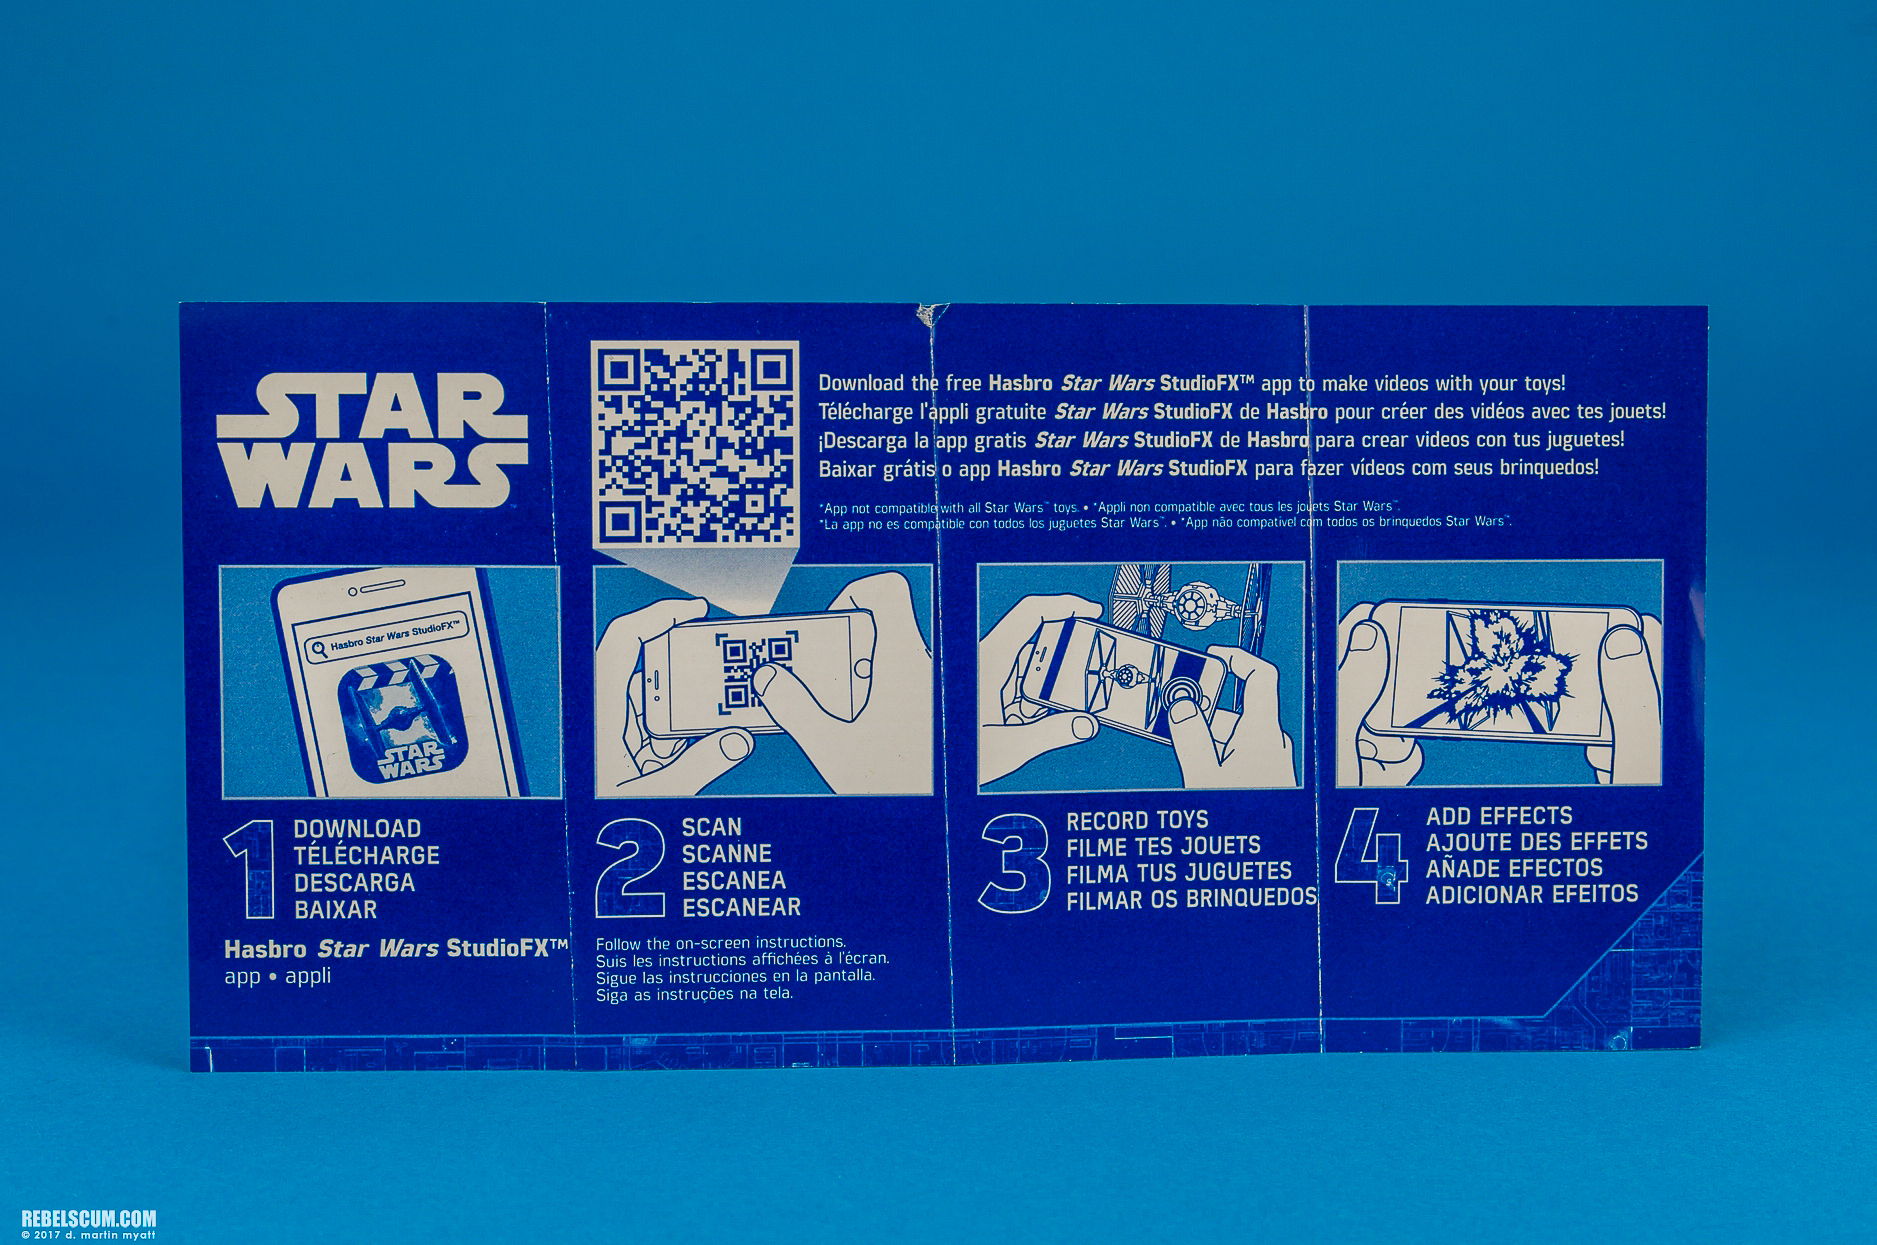 STAR
WARS
Download the free Hasbro Star Wars StudioFX™ app to make videos with your toys!
Télécharge l'appli gratuite Star Wars StudioFX de Hasbro pour créer des vidéos avec tes jouets!
¡Descarga la app gratis Star Wars StudioFX de Hasbro para crear videos con tus juguetes!
Baixar grátis o app Hasbro Star Wars StudioFX para fazer vídeos com seus brinquedos!
*App not compatible with all Star Wars™ toys. • *Appli non compatible avec tous les jouets Star Wars™.
*La app no es compatible con todos los juguetes Star Wars™. • *App não compatível com todos os brinquedos Star Wars™.
Hasbro Star Wars StudioFX™
STAR
WARS
1
DOWNLOAD
TÉLÉCHARGE
DESCARGA
BAIXAR
Hasbro Star Wars StudioFX™
app • appli
2
SCAN
SCANNE
ESCANEA
ESCANEAR
Follow the on-screen instructions.
Suis les instructions affichées à l'écran.
Sigue las instrucciones en la pantalla.
Siga as instruções na tela.
3
RECORD TOYS
FILME TES JOUETS
FILMA TUS JUGUETES
FILMAR OS BRINQUEDOS
4
ADD EFFECTS
AJOUTE DES EFFETS
AÑADE EFECTOS
ADICIONAR EFEITOS
REBELSCUM.COM
© 2017 d. martin myatt